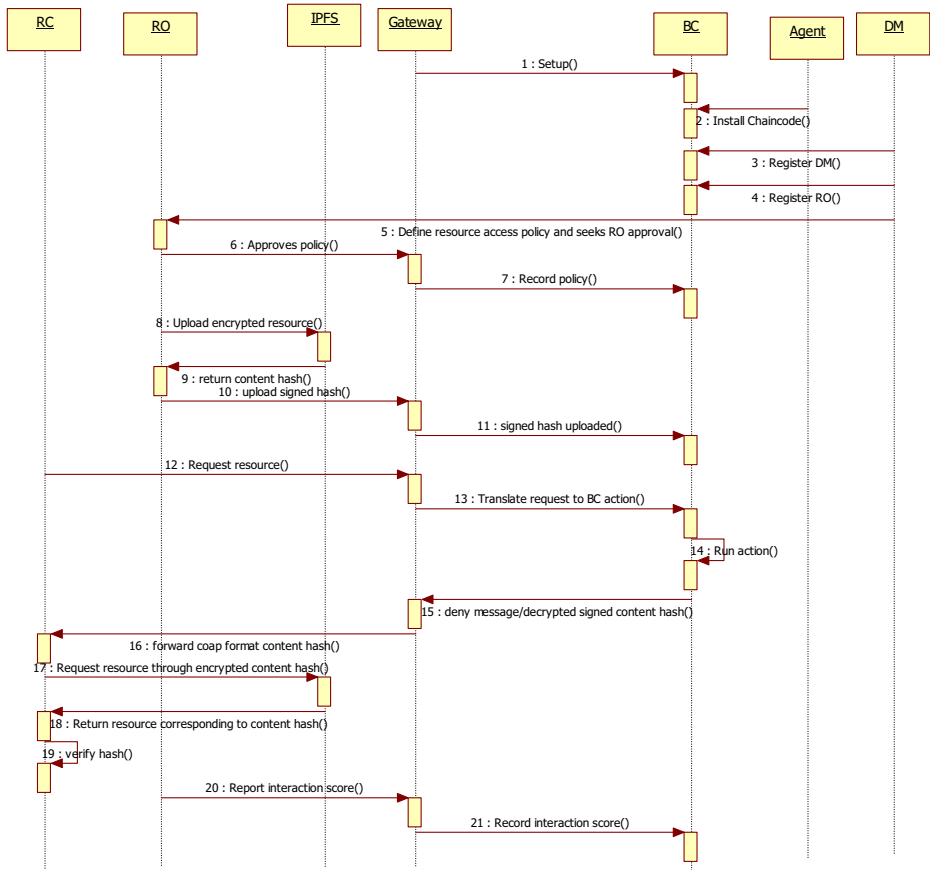 RC
RO
IPFS
Gateway
BC
Agent
DM
1 : Setup()
2 : Install Chaincode()
3 : Register DM()
4 : Register RO()
5 : Define resource access policy and seeks RO approval()
6 : Approves policy()
7 : Record policy()
8 : Upload encrypted resource()
9 : return content hash()
10 : upload signed hash()
11 : signed hash uploaded()
12 : Request resource()
13 : Translate request to BC action()
14 : Run action()
15 : deny message/decrypted signed content hash()
16 : forward coap format content hash()
17 : Request resource through encrypted content hash()
18 : Return resource corresponding to content hash()
19 : verify hash()
20 : Report interaction score()
21 : Record interaction score()